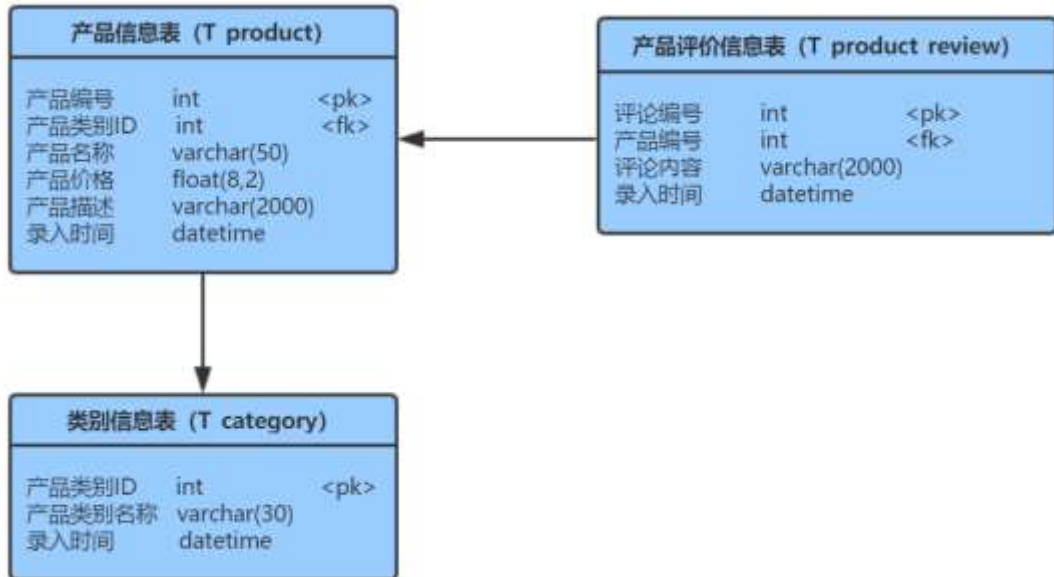 产品信息表（T product）
产品编号 int <pk>
产品类别ID int <fk>
产品名称 varchar(50)
产品价格 float(8,2)
产品描述 varchar(2000)
录入时间 datetime
产品评价信息表（T product review）
评论编号 int <pk>
产品编号 int <fk>
评论内容 varchar(2000)
录入时间 datetime
类别信息表（T category）
产品类别ID int <pk>
产品类别名称 varchar(30)
录入时间 datetime